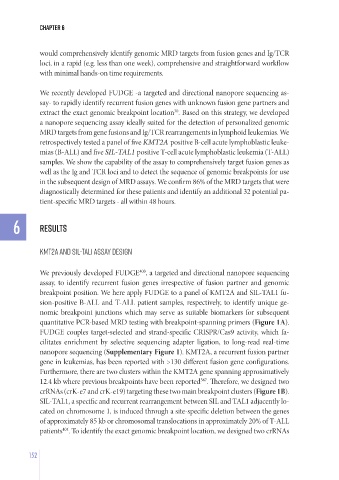 CHAPTER 6
would comprehensively identify genomic MRD targets from fusion genes and Ig/TCR
loci, in a rapid (e.g. less than one week), comprehensive and straightforward workflow
with minimal hands-on time requirements.
We recently developed FUDGE -a targeted and directional nanopore sequencing as-
say- to rapidly identify recurrent fusion genes with unknown fusion gene partners and
extract the exact genomic breakpoint location. Based on this strategy, we developed
a nanopore sequencing assay ideally suited for the detection of personalized genomic
MRD targets from gene fusions and Ig/TCR rearrangements in lymphoid leukemias. We
retrospectively tested a panel of five KMT2A positive B-cell acute lymphoblastic leuke-
mias (B-ALL) and five SIL-TAL1 positive T-cell acute lymphoblastic leukemia (T-ALL)
samples. We show the capability of the assay to comprehensively target fusion genes as
well as the Ig and TCR loci and to detect the sequence of genomic breakpoints for use
in the subsequent design of MRD assays. We confirm 86% of the MRD targets that were
diagnostically determined for these patients and identify an additional 32 potential pa-
tient-specific MRD targets - all within 48 hours.
6
RESULTS
KMT2A AND SIL-TAL1 ASSAY DESIGN
We previously developed FUDGE, a targeted and directional nanopore sequencing
assay, to identify recurrent fusion genes irrespective of fusion partner and genomic
breakpoint position. We here apply FUDGE to a panel of KMT2A and SIL-TAL1 fu-
sion-positive B-ALL and T-ALL patient samples, respectively, to identify unique ge-
nomic breakpoint junctions which may serve as suitable biomarkers for subsequent
quantitative PCR-based MRD testing with breakpoint-spanning primers (Figure 1A).
FUDGE couples target-selected and strand-specific CRISPR/Cas9 activity, which fa-
cilitates enrichment by selective sequencing adapter ligation, to long-read real-time
nanopore sequencing (Supplementary Figure 1). KMT2A, a recurrent fusion partner
gene in leukemias, has been reported with >130 different fusion gene configurations.
Furthermore, there are two clusters within the KMT2A gene spanning approximatively
12.4 kb where previous breakpoints have been reported. Therefore, we designed two
crRNAs (crK-e7 and crK-e19) targeting these two main breakpoint clusters (Figure 1B).
SIL-TAL1, a specific and recurrent rearrangement between SIL and TAL1 adjacently lo-
cated on chromosome 1, is induced through a site-specific deletion between the genes
of approximately 85 kb or chromosomal translocations in approximately 20% of T-ALL
patients. To identify the exact genomic breakpoint location, we designed two crRNAs
152